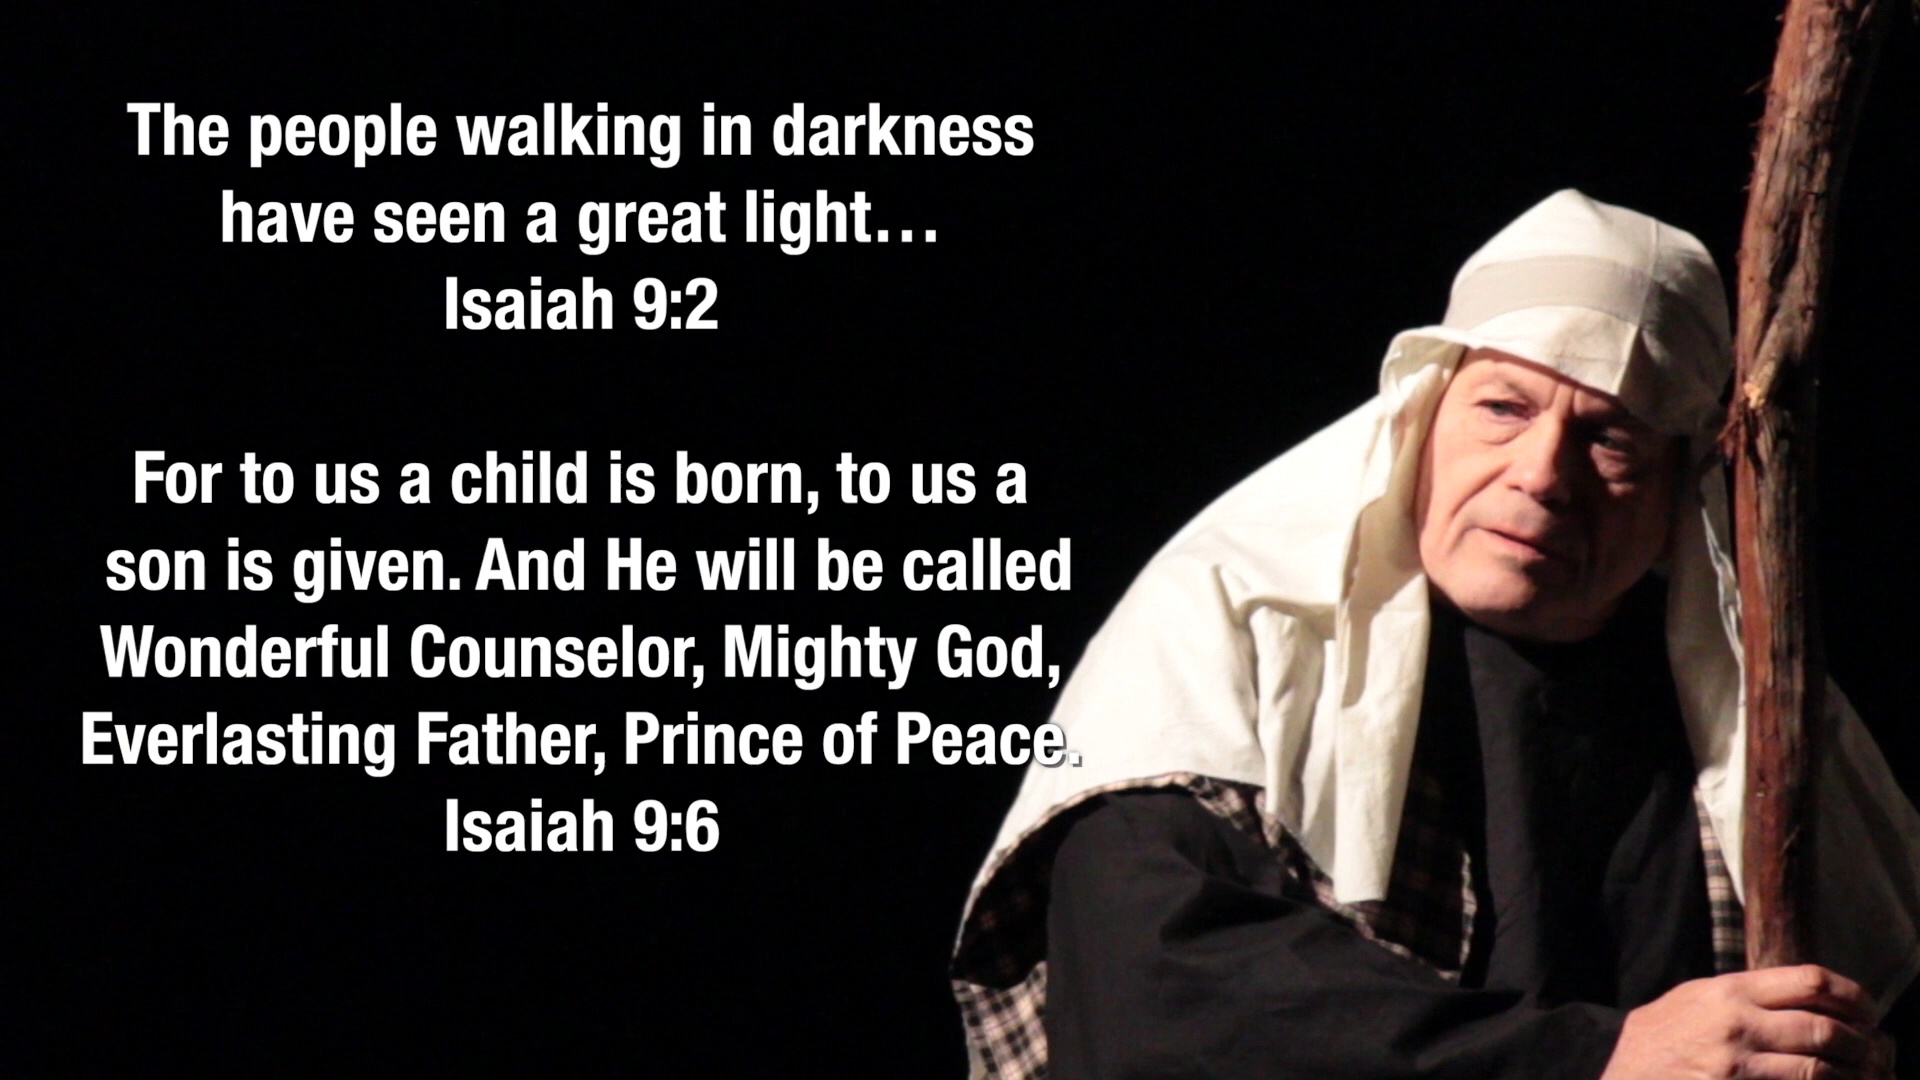 The people walking in darkness
have seen a great light…
Isaiah 9:2
For to us a child is born, to us a
son is given. And He will be called
Wonderful Counselor, Mighty God,
Everlasting Father, Prince of Peace.
Isaiah 9:6